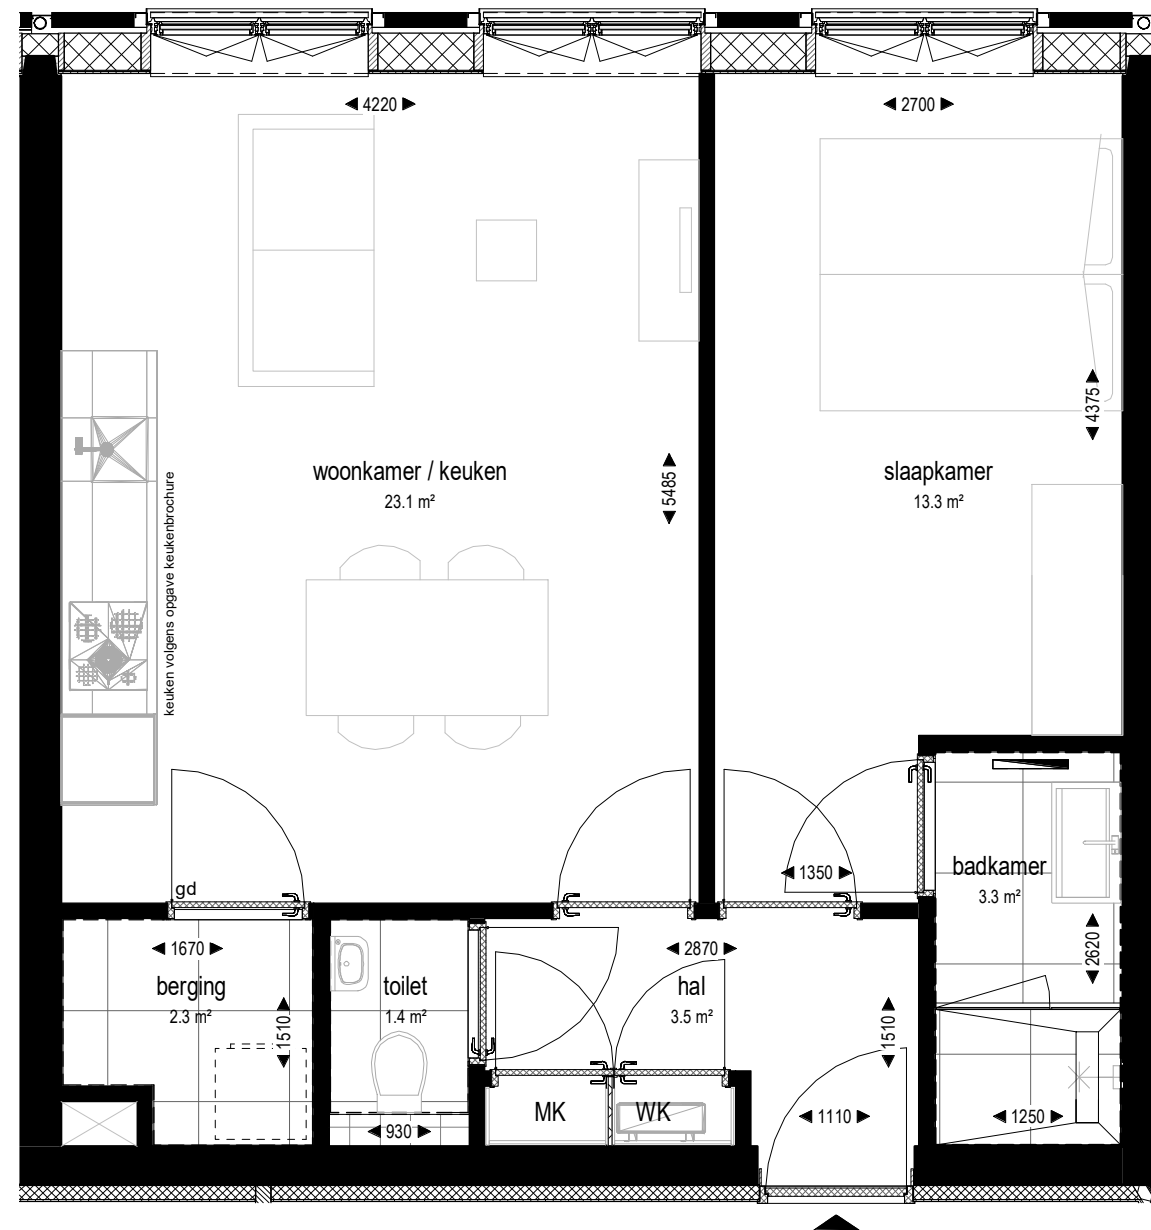 4220
2700
4375
woonkamer / keuken
23.1 m²
5485
slaapkamer
13.3 m²
keuken volgens opgave keukenbrochure
gd
1350
badkamer
3.3 m²
2620
1670
berging
2.3 m²
1510
toilet
1.4 m²
2870
hal
3.5 m²
1510
MK
WK
930
1110
1250